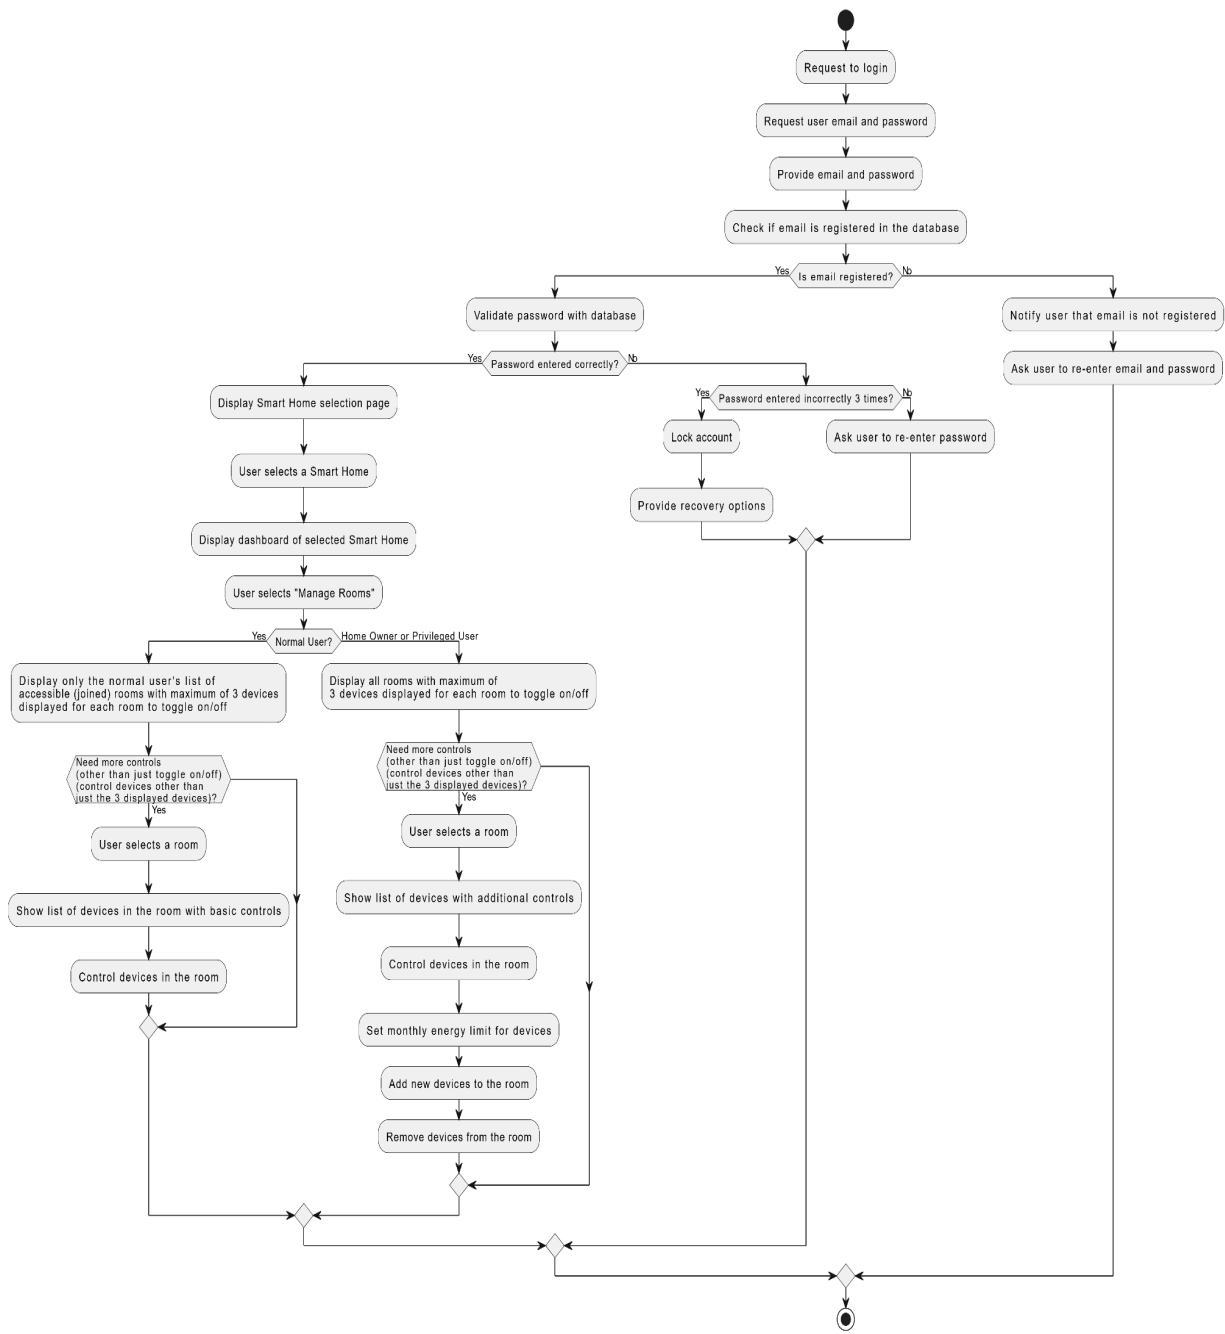 Request to login
Request user email and password
Provide email and password
Check if email is registered in the database
Yes
Is email registered?
No
Validate password with database
Notify user that email is not registered
Yes
Password entered correctly?
No
Ask user to re-enter email and password
Display Smart Home selection page
Yes
Password entered incorrectly 3 times?
No
Lock account
Ask user to re-enter password
User selects a Smart Home
Provide recovery options
Display dashboard of selected Smart Home
User selects "Manage Rooms"
Yes
Normal User?
Home Owner or Privileged User
Display only the normal user's list of
accessible (joined) rooms with maximum of 3 devices
displayed for each room to toggle on/off
Display all rooms with maximum of
3 devices displayed for each room to toggle on/off
Need more controls
(other than just toggle on/off)
(control devices other than
just the 3 displayed devices)?
Yes
Need more controls
(other than just toggle on/off)
(control devices other than
just the 3 displayed devices)?
Yes
User selects a room
User selects a room
Show list of devices in the room with basic controls
Show list of devices with additional controls
Control devices in the room
Control devices in the room
Set monthly energy limit for devices
Add new devices to the room
Remove devices from the room